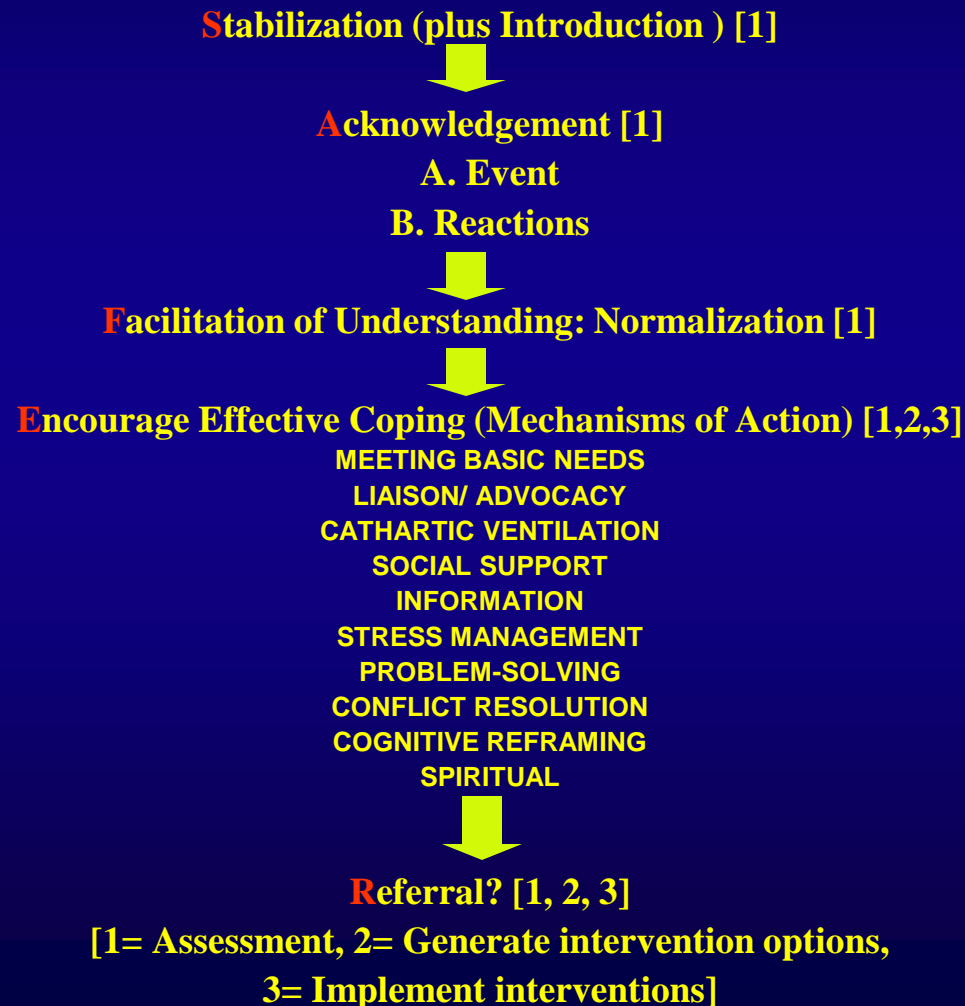 Stabilization (plus Introduction ) [1]
Acknowledgement [1]
A. Event
B. Reactions
Facilitation of Understanding: Normalization [1]
Encourage Effective Coping (Mechanisms of Action) [1,2,3]
MEETING BASIC NEEDS
LIAISON/ ADVOCACY
CATHARTIC VENTILATION
SOCIAL SUPPORT
INFORMATION
STRESS MANAGEMENT
PROBLEM-SOLVING
CONFLICT RESOLUTION
COGNITIVE REFRAMING
SPIRITUAL
Referral? [1, 2, 3]
[1= Assessment, 2= Generate intervention options,
3= Implement interventions]